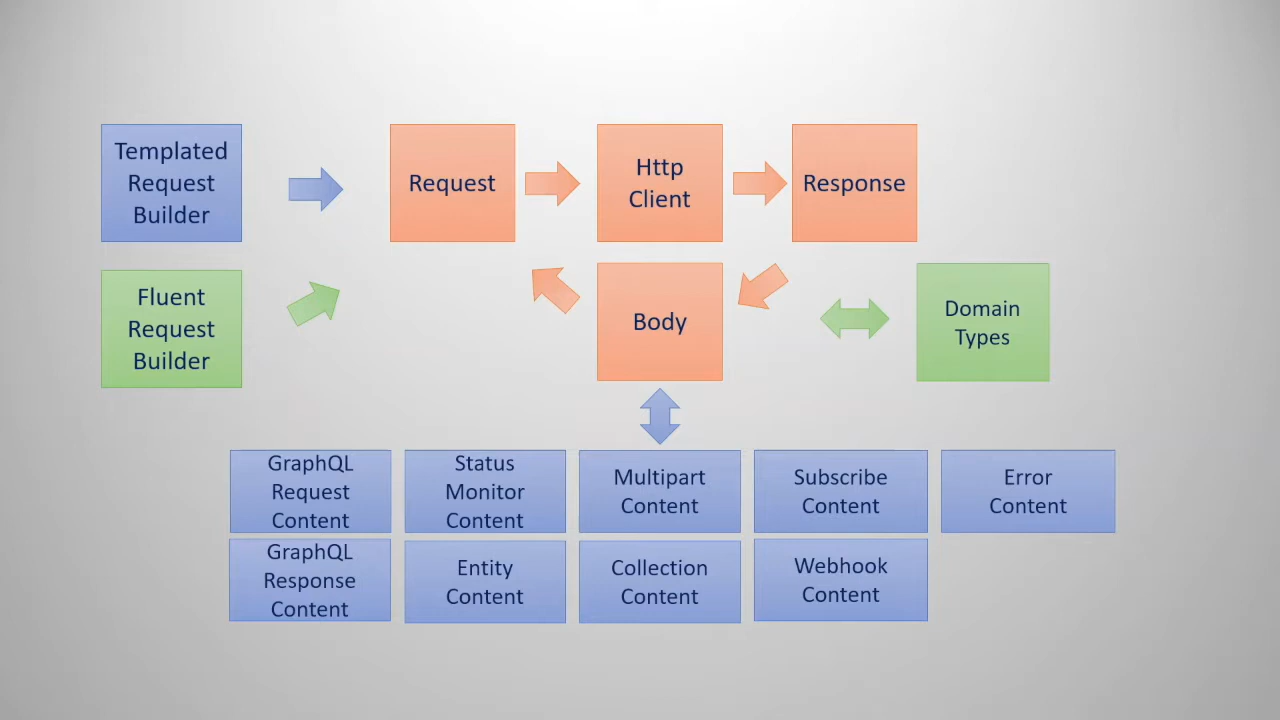 Templated
Request
Builder
Request
Http
Client
Response
Fluent
Request
Builder
Body
Domain
Types
GraphQL
Request
Content
Status
Monitor
Content
Multipart
Content
Subscribe
Content
Error
Content
GraphQL
Response
Content
Entity
Content
Collection
Content
Webhook
Content